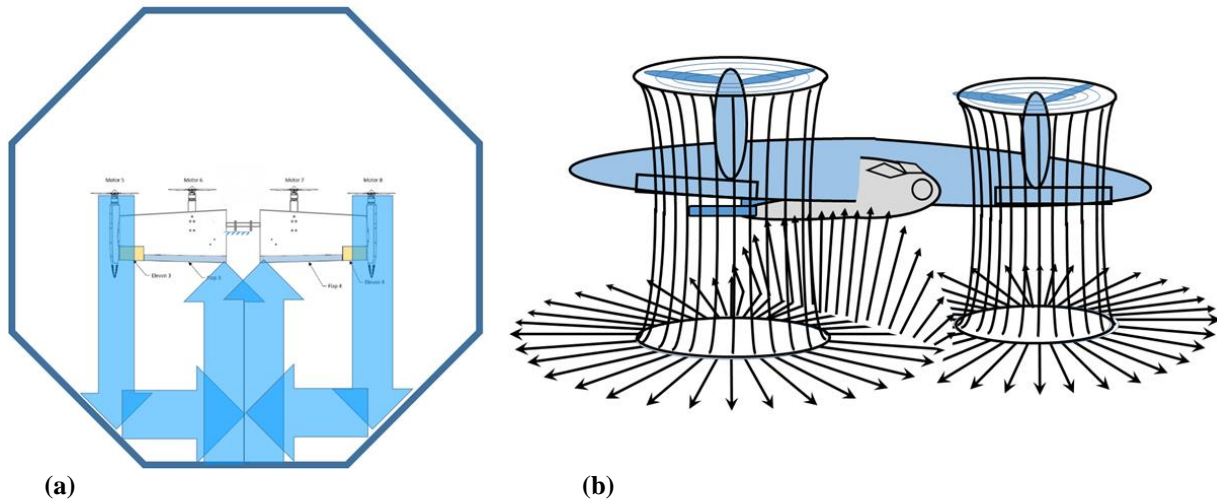 Motor 5
Motor 6
Motor 7
Motor 8
Elevon 3
Flap 3
Flap 4
Elevon 4
(a)
(b)